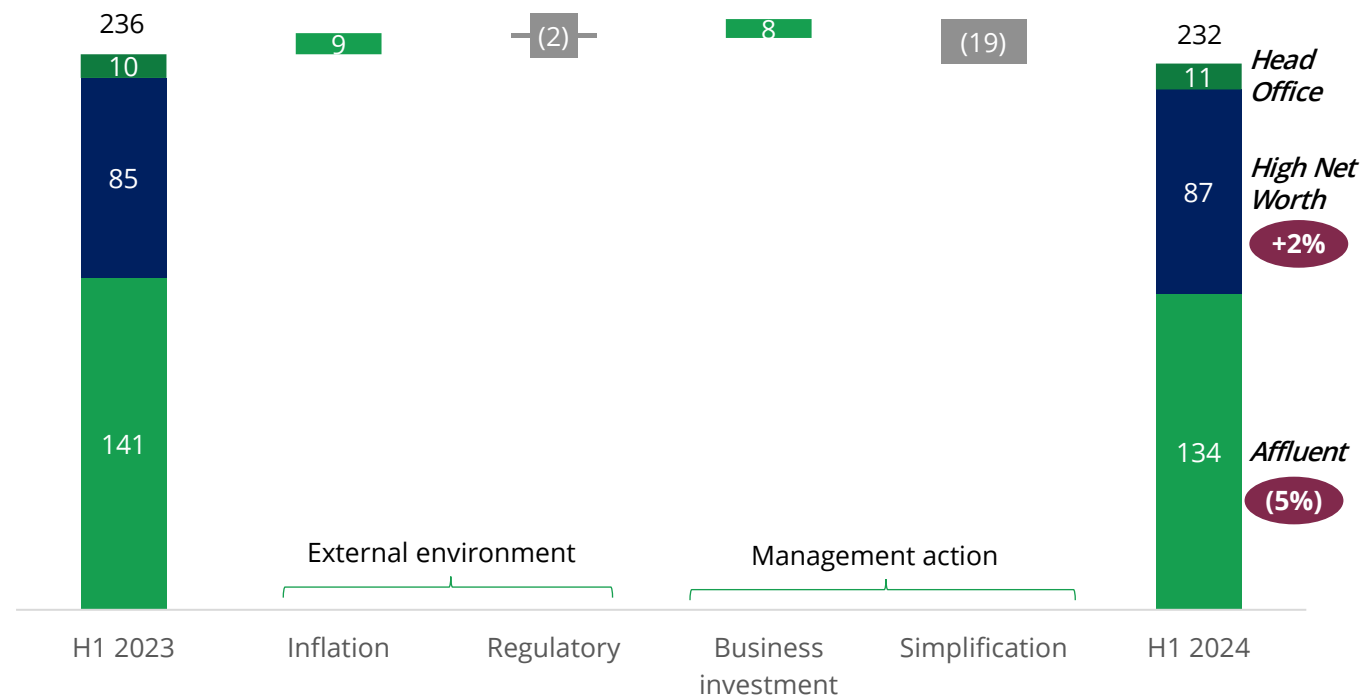 236
10
85
141
9
(2)
8
(19)
232
11
87
134
Head
Office
High Net
Worth
+2%
Affluent
(5%)
External environment
Management action
H1 2023
Inflation
Regulatory
Business
investment
Simplification
H1 2024